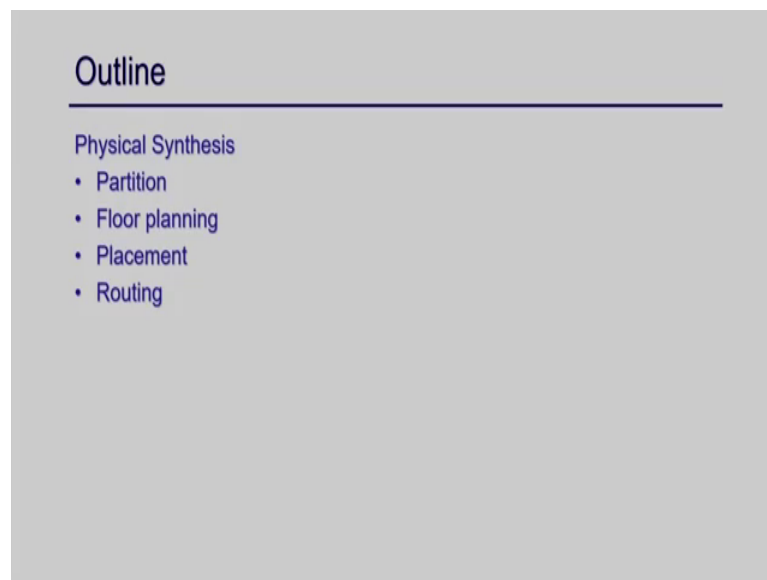 Outline
Physical Synthesis
• Partition
• Floor planning
• Placement
• Routing